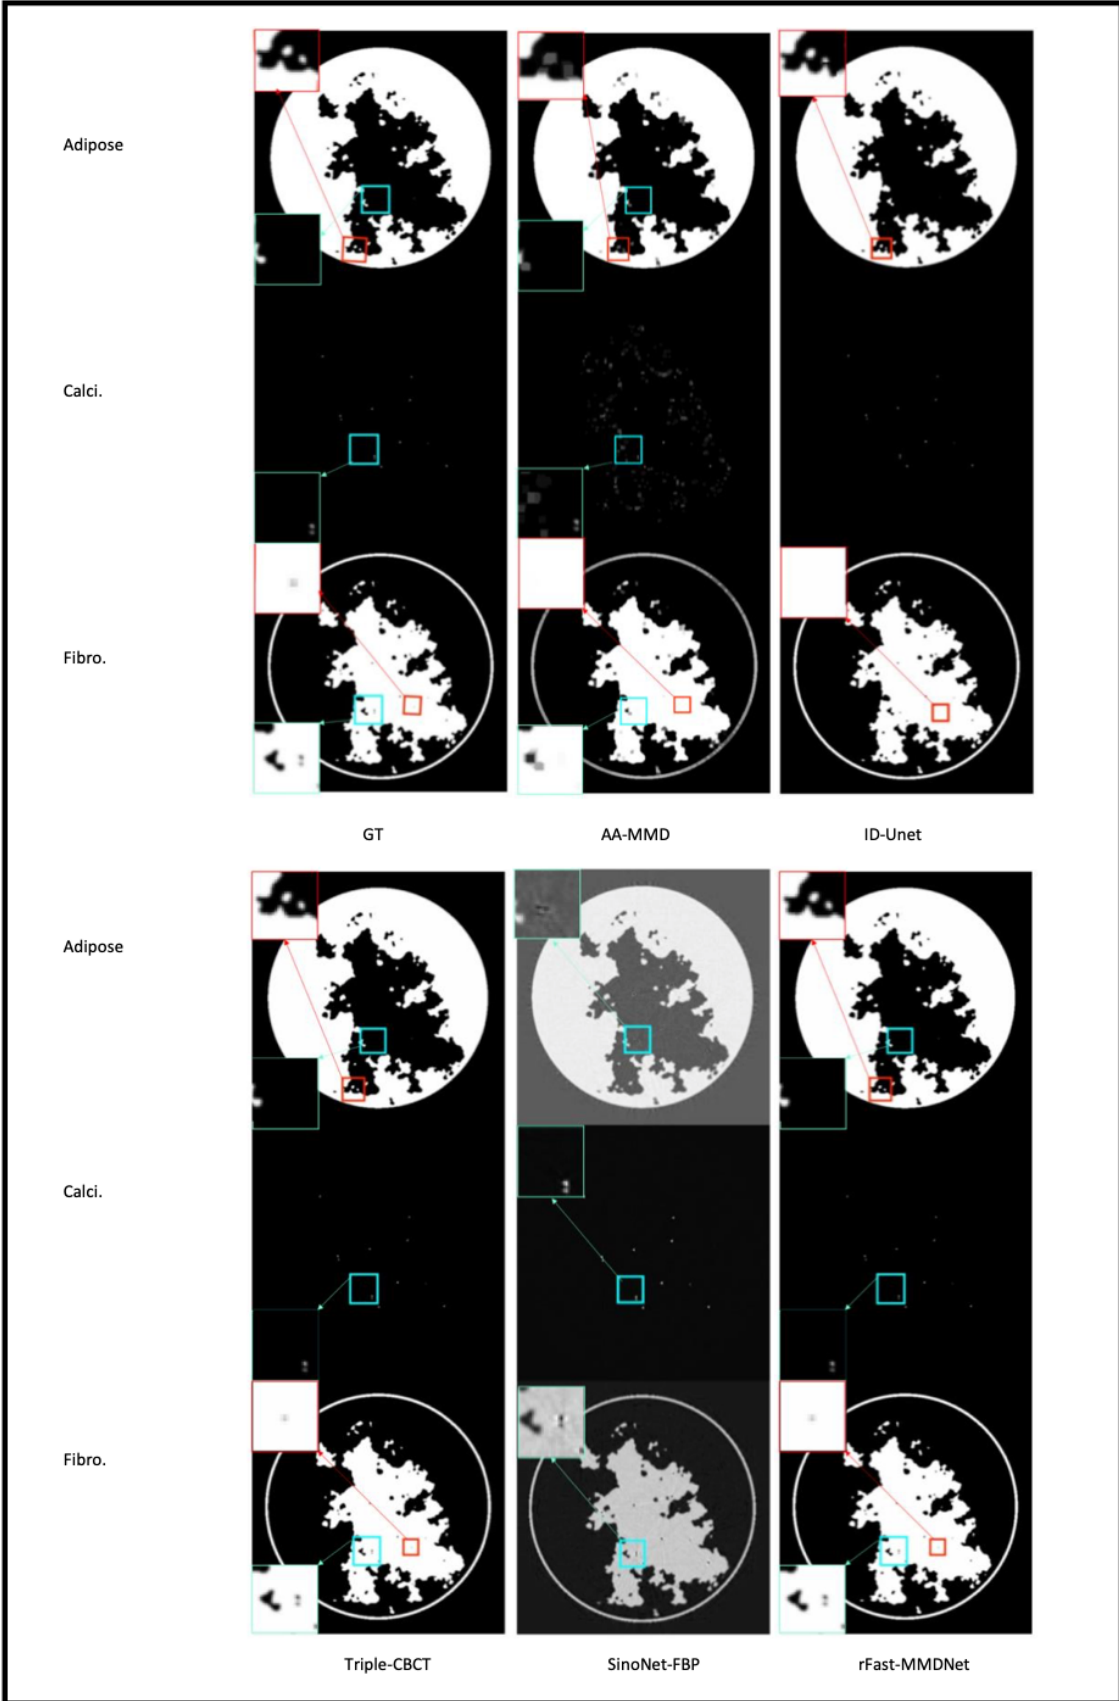 Adipose
Calci.
Fibro.
GT AA-MMD ID-Unet
Adipose
Calci.
Fibro.
Triple-CBCT SinoNet-FBP rFast-MMDNet